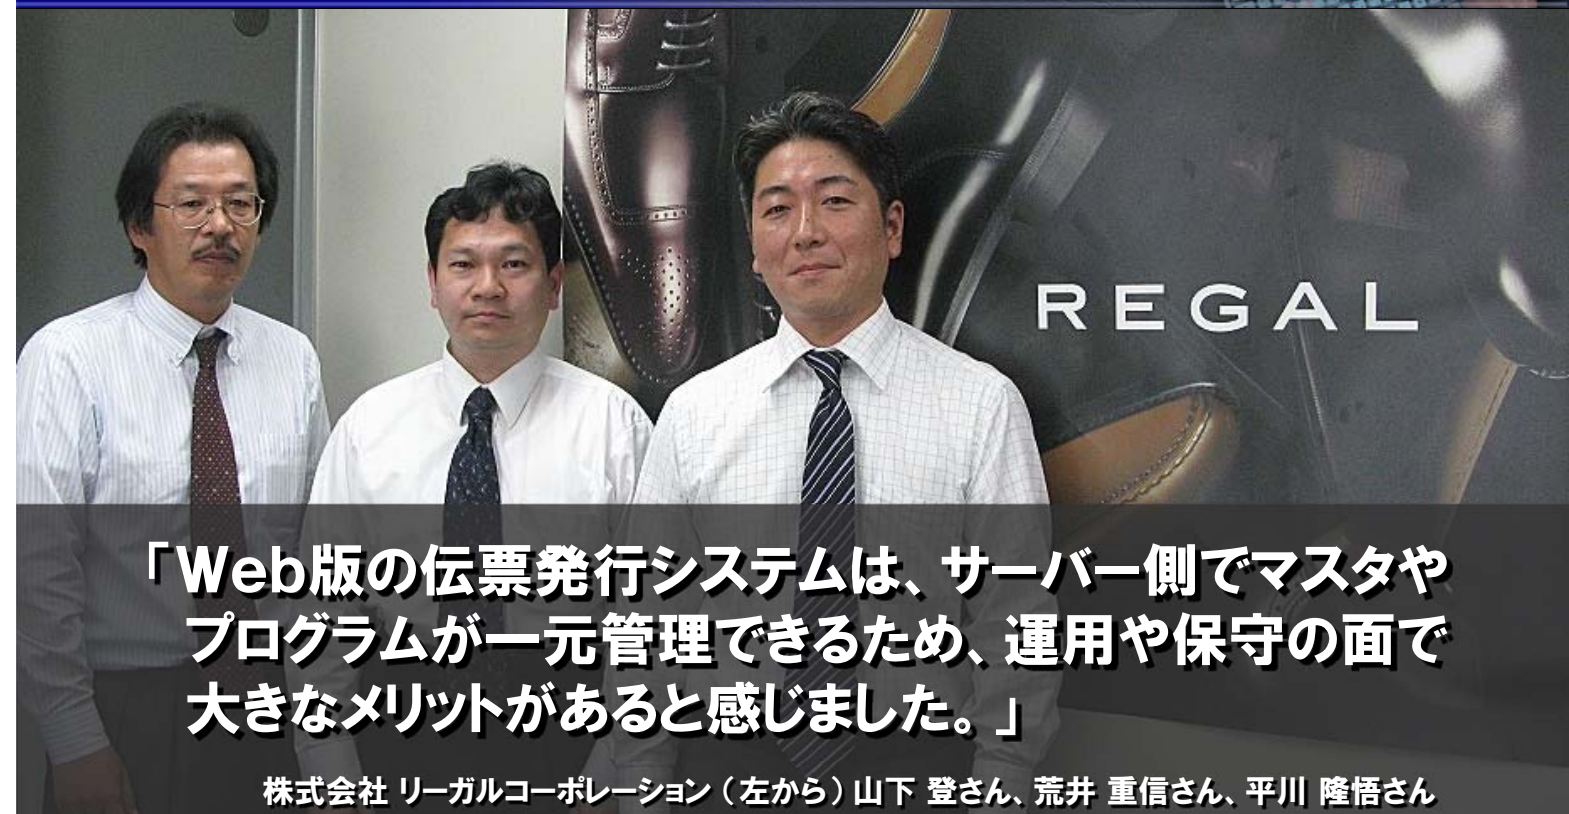 REGAL
「Web版の伝票発行システムは、サーバー側でマスタや
プログラムが一元管理できるため、運用や保守の面で
大きなメリットがあると感じました。」
株式会社 リーガルコーポレーション（左から）山下 登さん、荒井 重信さん、平川 隆悟さん